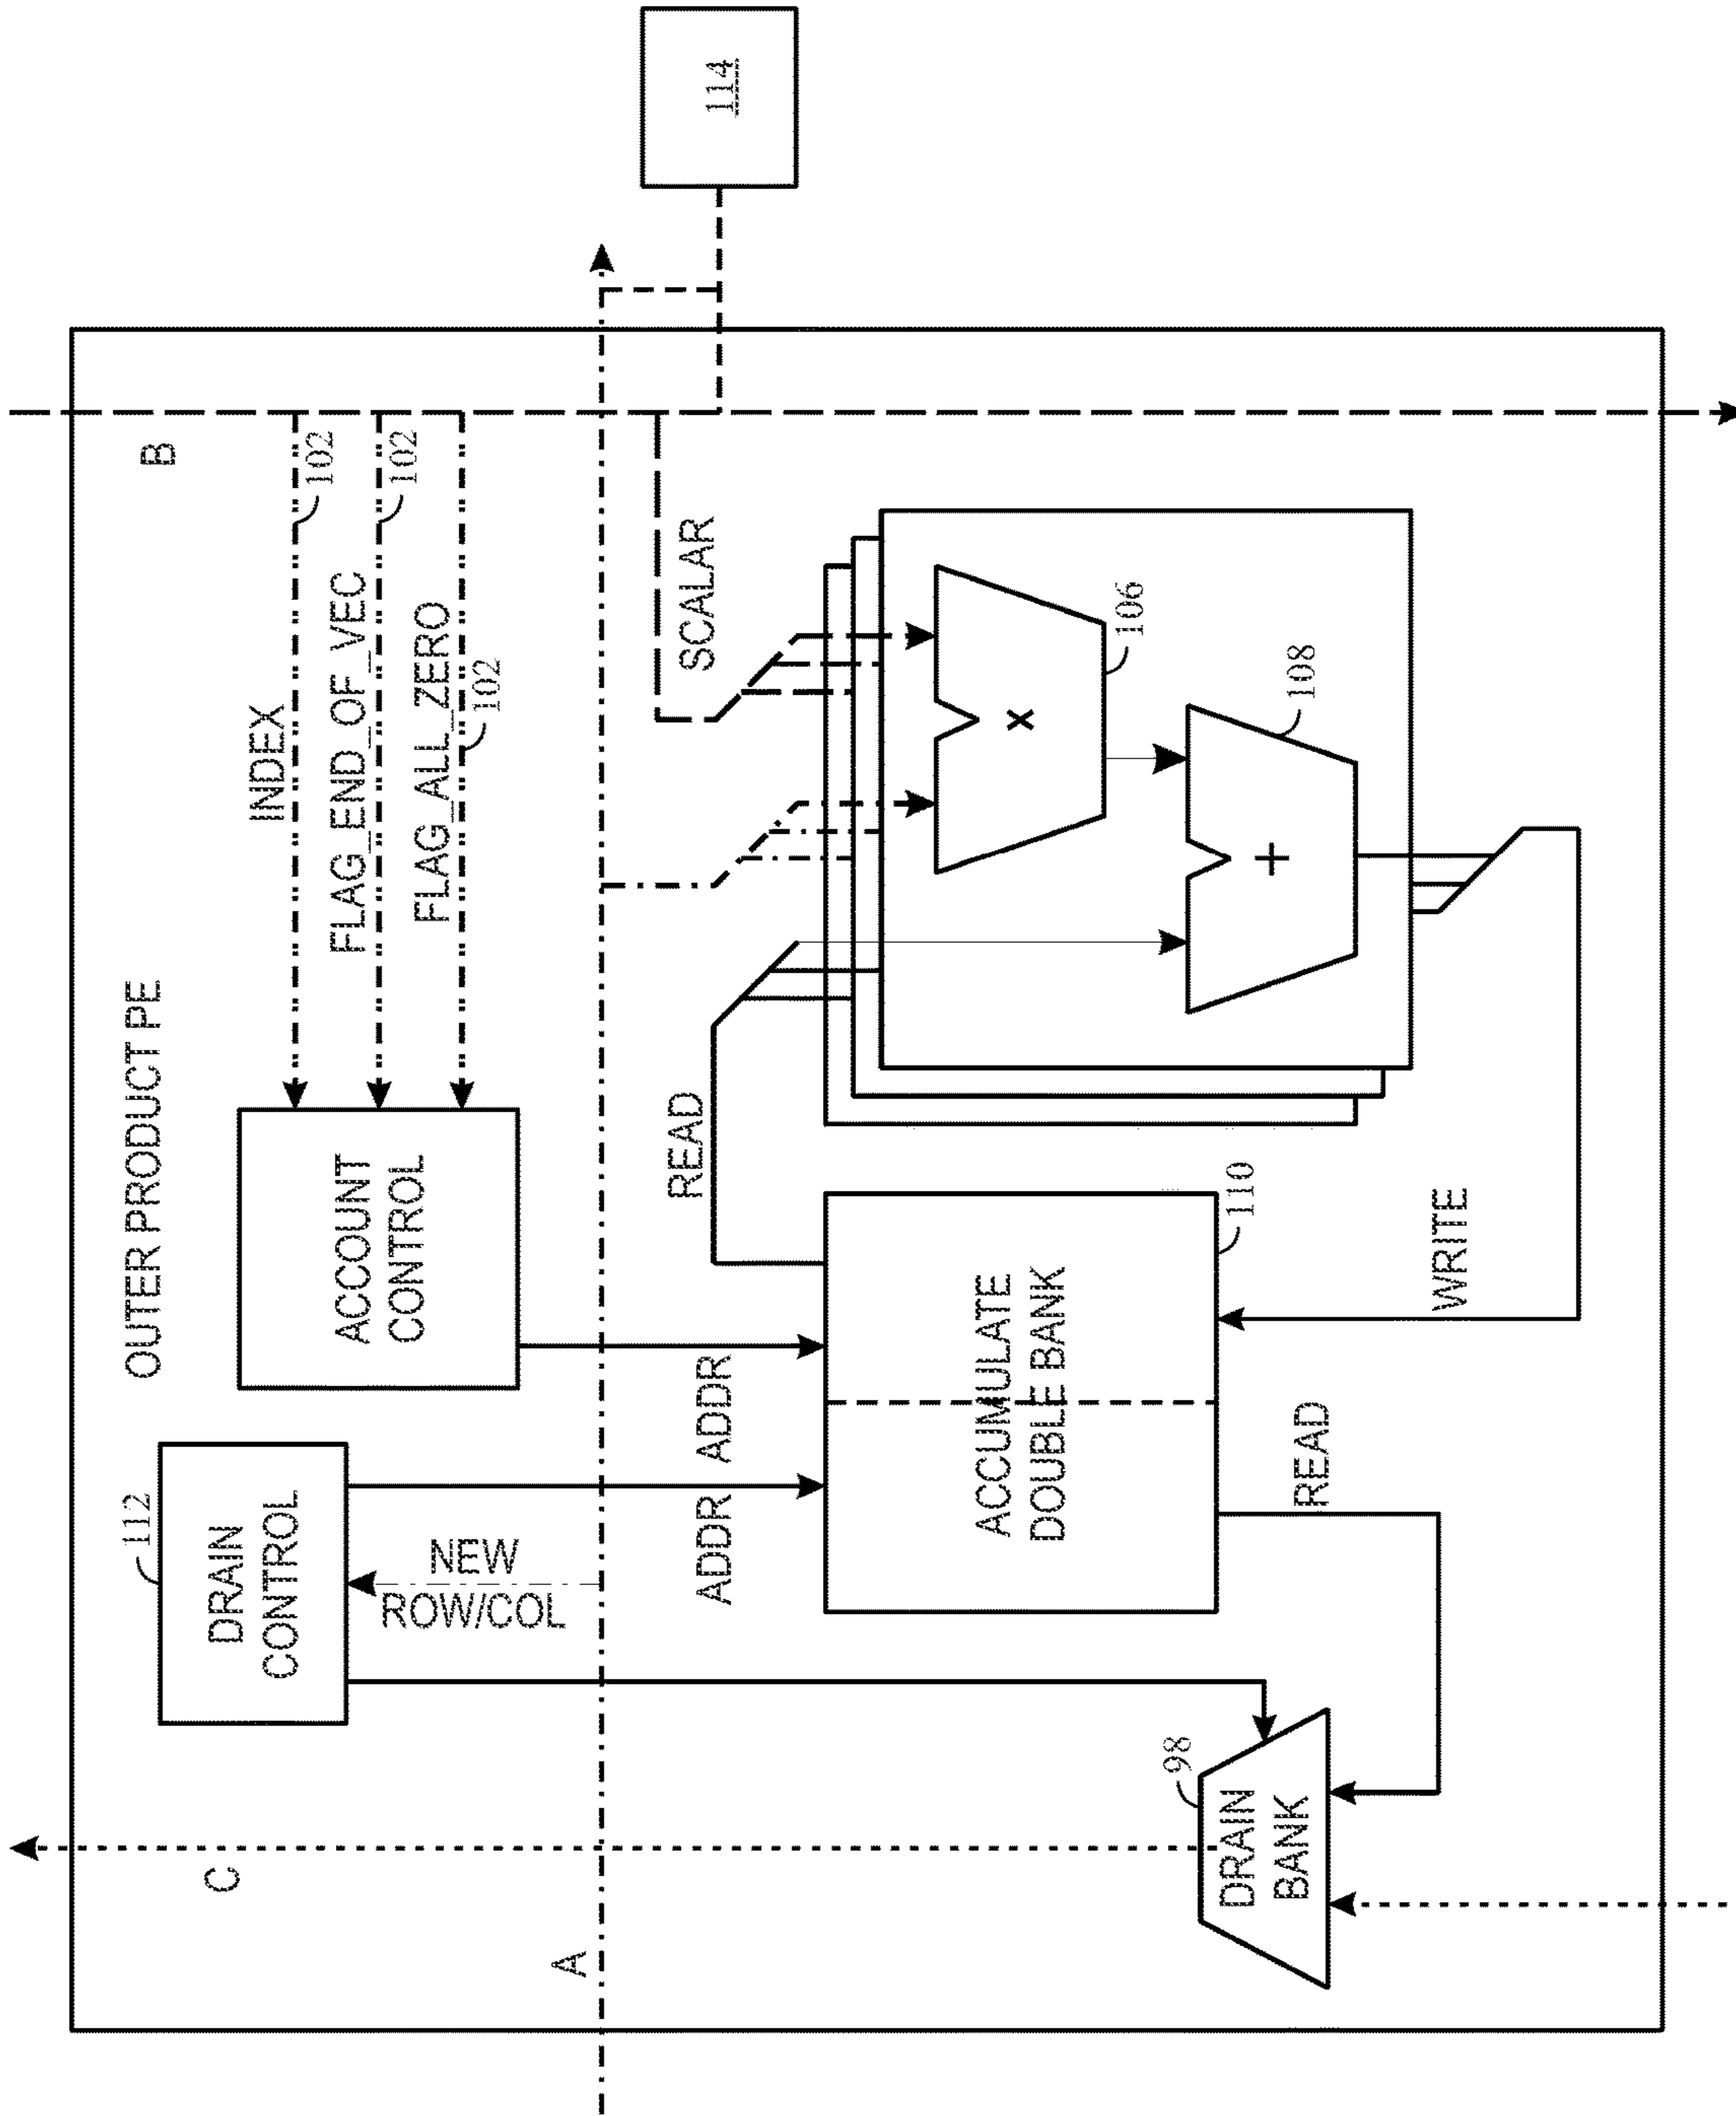 OUTER PRODUCT PE
C
112
DRAIN
CONTROL
NEW
ROW/COL
ACCOUNT
CONTROL
INDEX
FLAG_END_OF_VEC
FLAG_ALL_ZERO
102
102
102
B
A
114
ADDR
ADDR
READ
SCALAR
ACCUMULATE
DOUBLE BANK
110
x
106
+
108
98
DRAIN
BANK
READ
WRITE